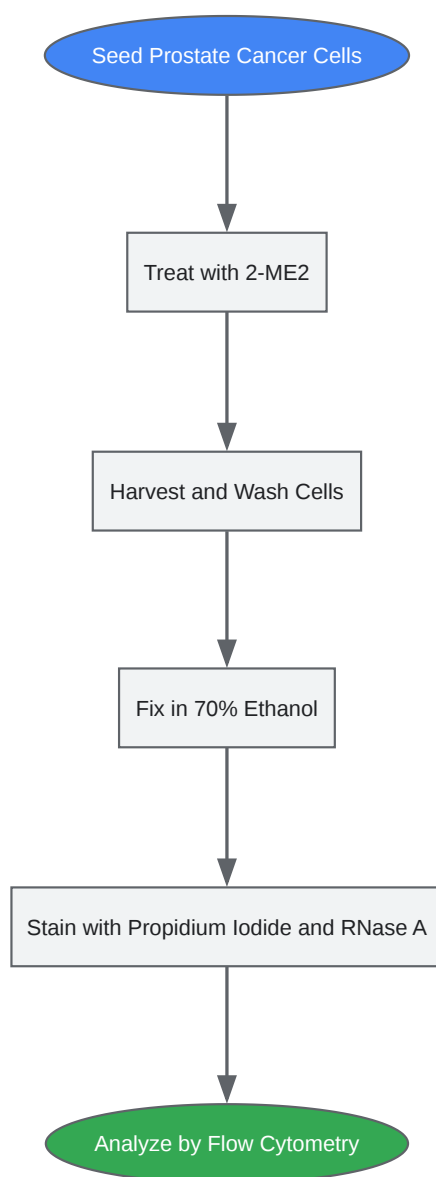 Seed Prostate Cancer Cells
Treat with 2-ME2
Harvest and Wash Cells
Fix in 70% Ethanol
Stain with Propidium Iodide and RNase A
Analyze by Flow Cytometry